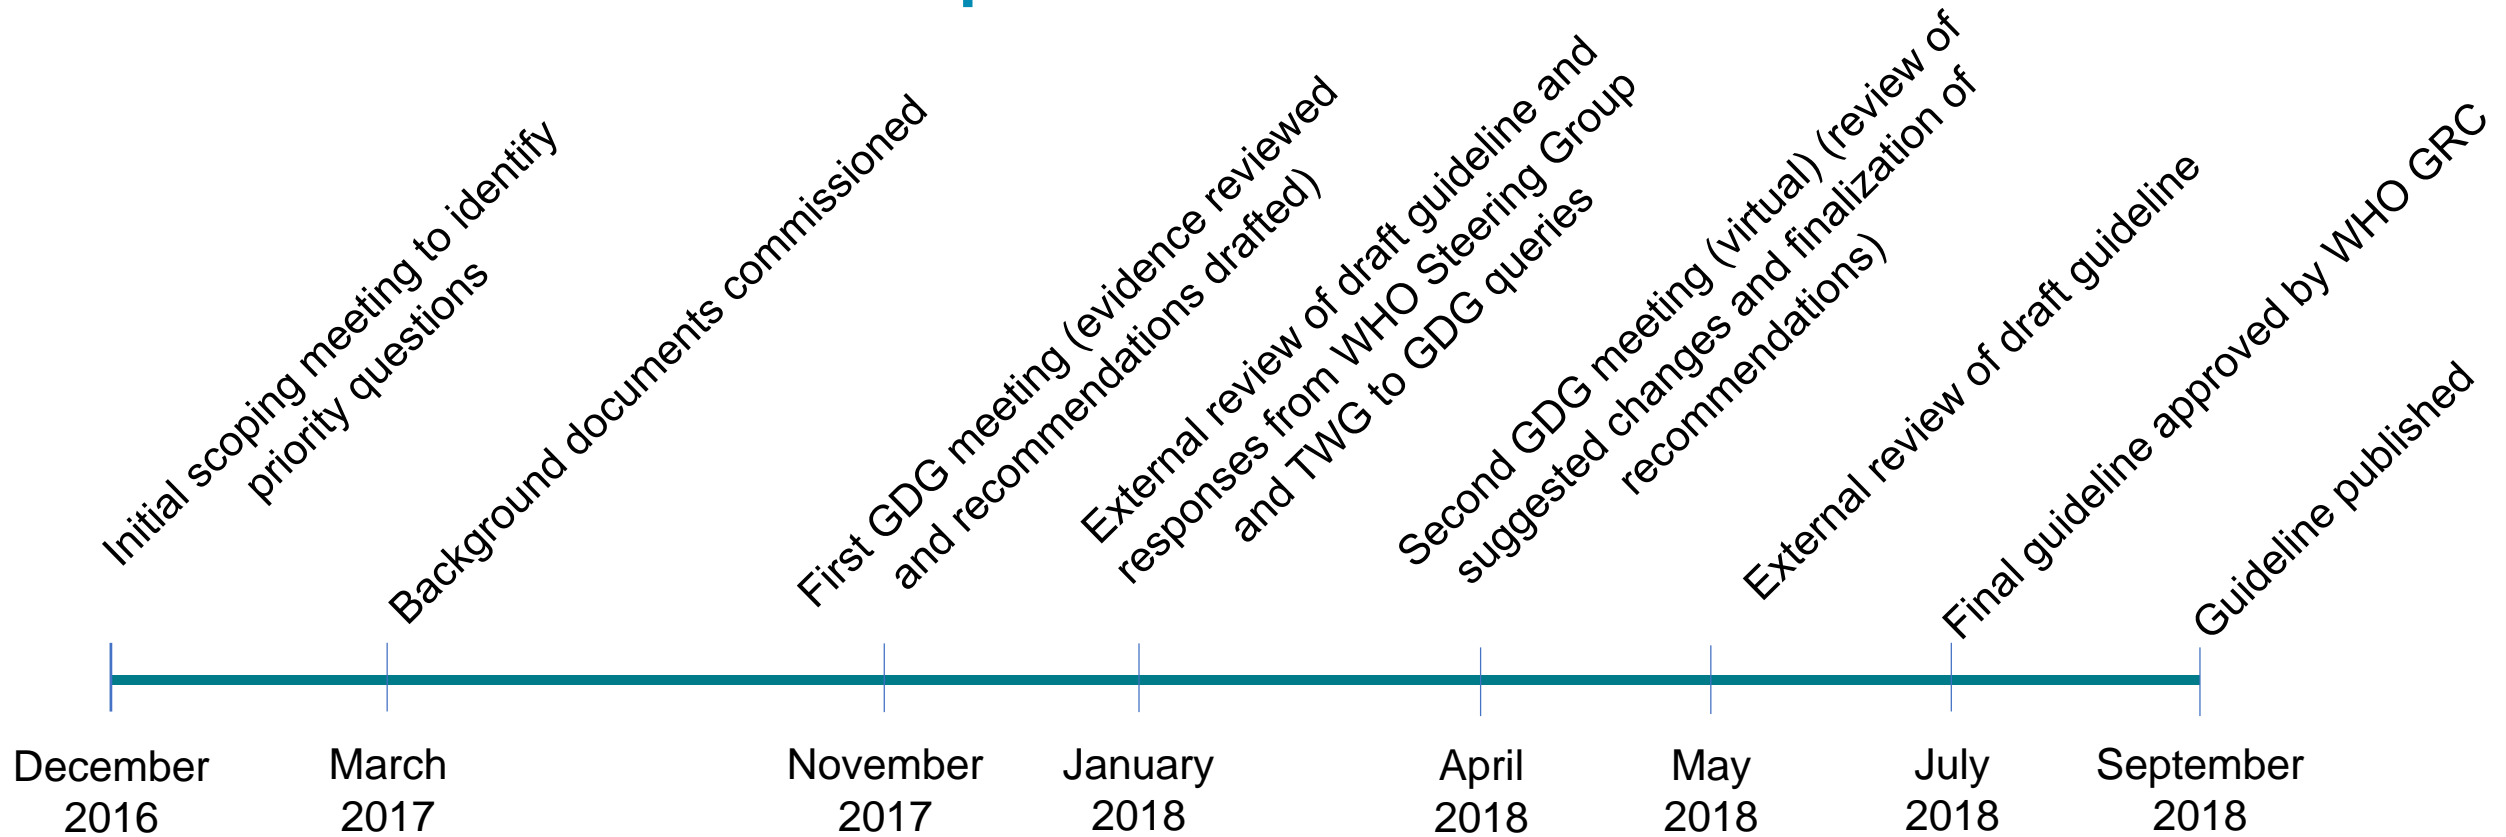 Initial scoping meeting to identify
priority questions
Background documents commissioned
First GDG meeting (evidence reviewed
and recommendations drafted)
External review of draft guideline and
responses from WHO Steering Group
and TWG to GDG queries
Second GDG meeting (virtual) (review of
suggested changes and finalization of
recommendations)
External review of draft guideline
Final guideline approved by WHO GRC
Guideline published
December
2016
March
2017
November
2017
January
2018
April
2018
May
2018
July
2018
September
2018